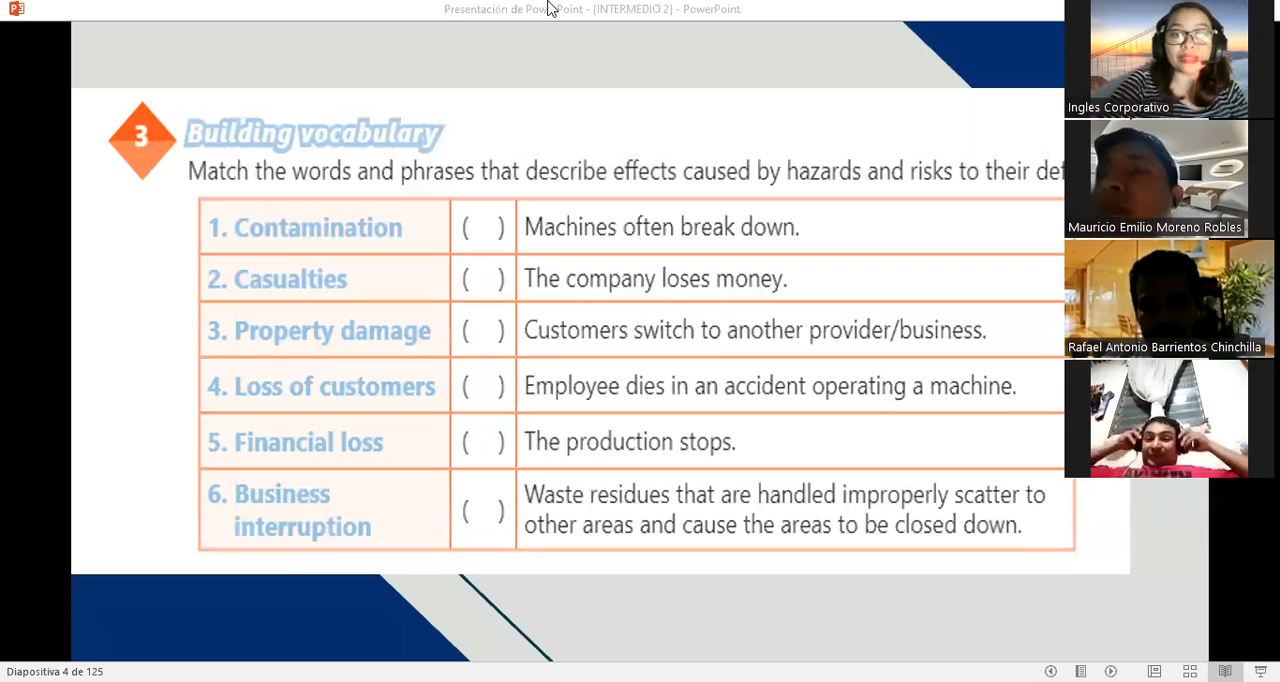 Presentación de PowerPoint - [INTERMEDIO 2] - PowerPoint
3
Building vocabulary
Match the words and phrases that describe effects caused by hazards and risks to their
1. Contamination ( ) Machines often break down.
2. Casualties ( ) The company loses money.
3. Property damage ( ) Customers switch to another provider/business.
4. Loss of customers ( ) Employee dies in an accident operating a machine.
5. Financial loss ( ) The production stops.
6. Business interruption ( ) Waste residues that are handled improperly scatter to
other areas and cause the areas to be closed down.
Ingles Corporativo
Mauricio Emilio Moreno Robles
Rafael Antonio Barrientos Chinchilla
Diapositiva 4 de 125